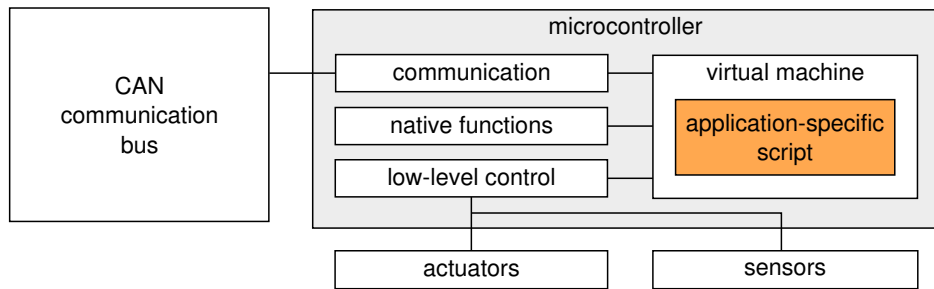 CAN
communication
bus
microcontroller
communication
native functions
low-level control
virtual machine
application-specific
script
actuators
sensors